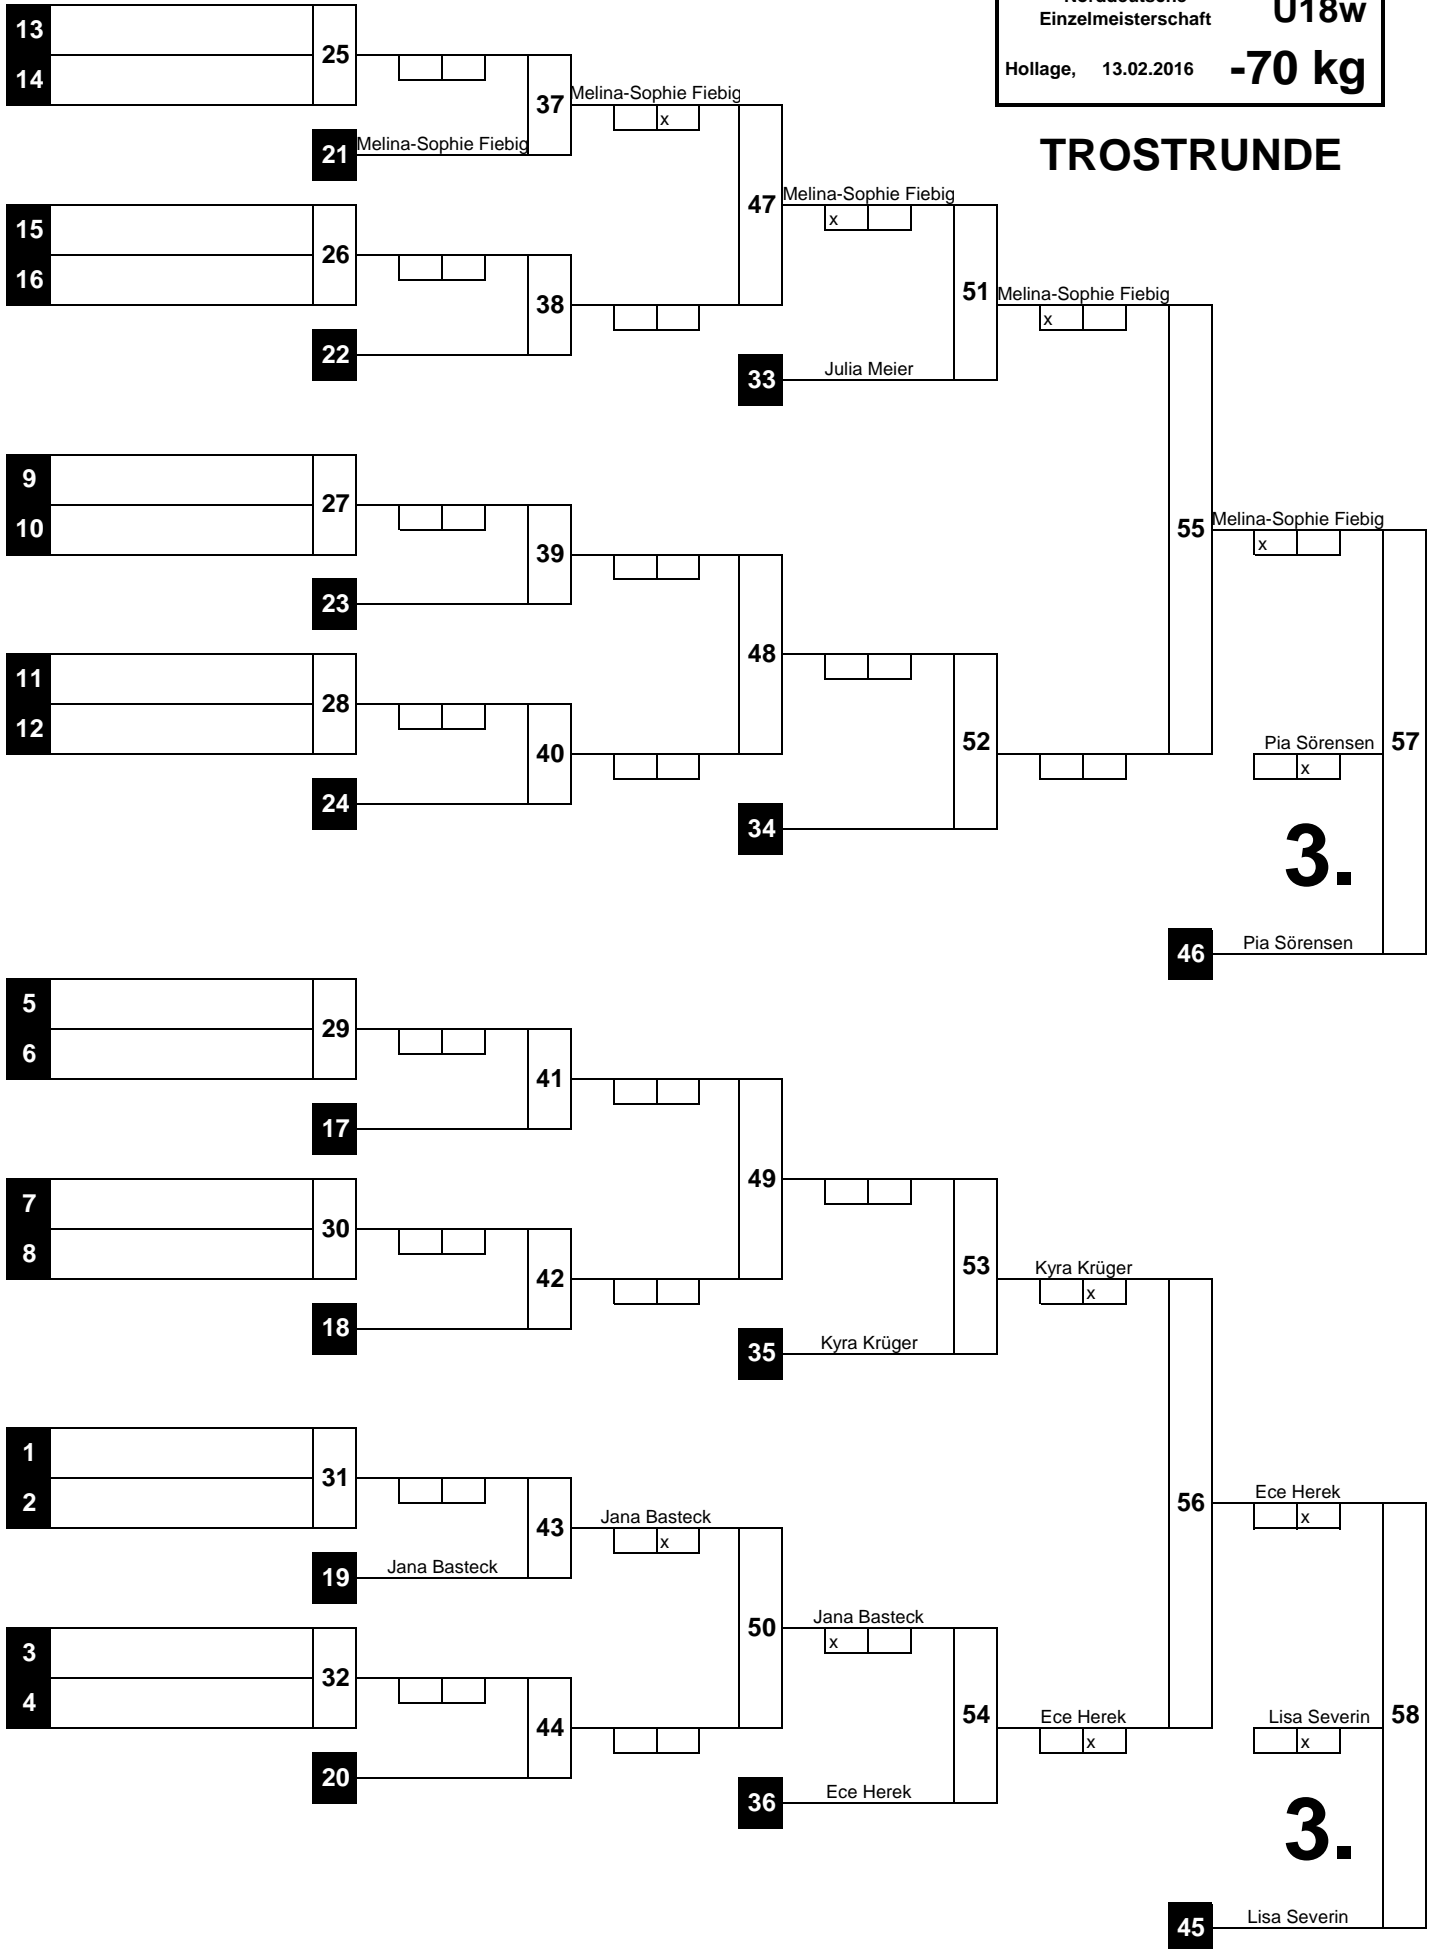 Norddeutsche
Einzelmeisterschaft U18w
Hollage, 13.02.2016 -70 kg
TROSTRUNDE
13
14
25
21 Melina-Sophie Fiebig
37 Melina-Sophie Fiebig
x
15
16
26
22
38
47 Melina-Sophie Fiebig
x
33 Julia Meier
51 Melina-Sophie Fiebig
x
9
10
27
23
39
11
12
28
24
40
48
34
52
55 Melina-Sophie Fiebig
x
Pia Sörensen 57
x
3.
46 Pia Sörensen
5
6
29
17
41
7
8
30
18
42
49
35 Kyra Krüger
53 Kyra Krüger
x
1
2
31
19 Jana Basteck
43 Jana Basteck
x
3
4
32
20
44
50 Jana Basteck
x
36 Ece Herek
54 Ece Herek
x
56 Ece Herek
x
Lisa Severin 58
x
3.
45 Lisa Severin